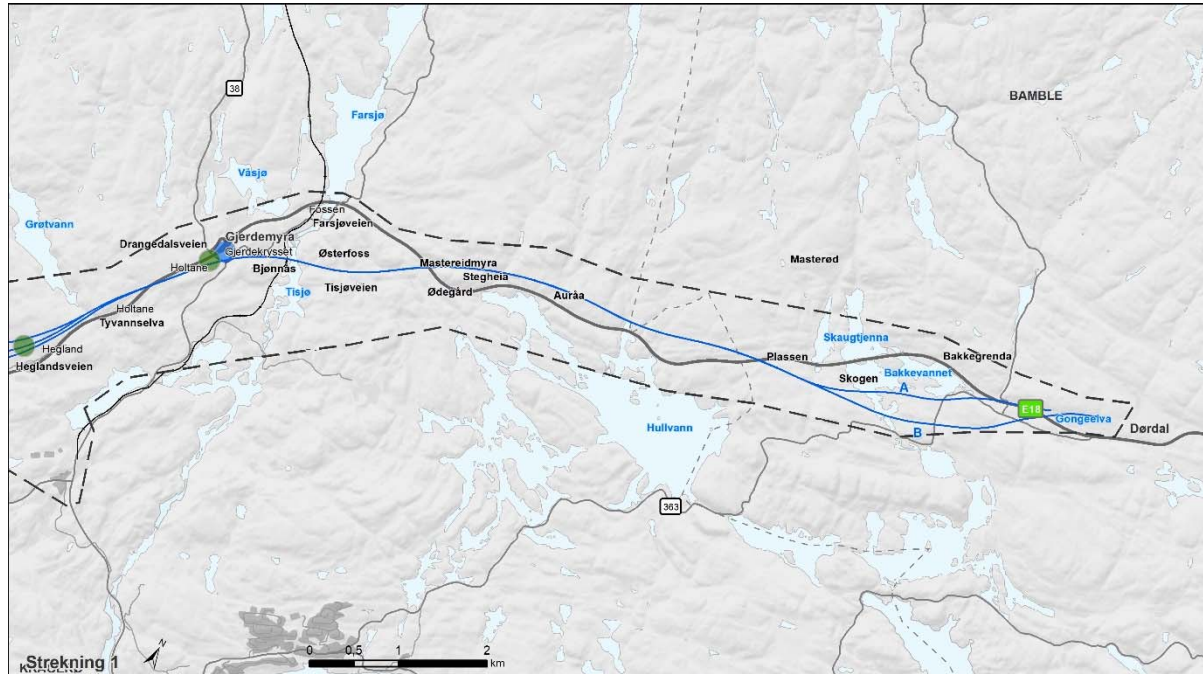 38
BAMBLE
Farsjø
Våsjø
Grøtvann
Fossen
Farsjøveien
Gjerdemyra
Drangedalsveien
Gjerdekrysset
Østerfoss
Holtane
Bjønnås
Mastereidmyra
Masterød
Stegheia
Tisjø
Tisjøveien
Ødegård
Auråa
Holtane
Tyvannselva
Skaugtjenna
Hegland
Plassen
Bakkegrenda
Heglandsveien
Bakkevannet
Skogen
A
E18
Gongeelva
Dørdal
Hullvann
B
363
N
Strekning 1
KRAGERØ
0 0,5 1 2
km